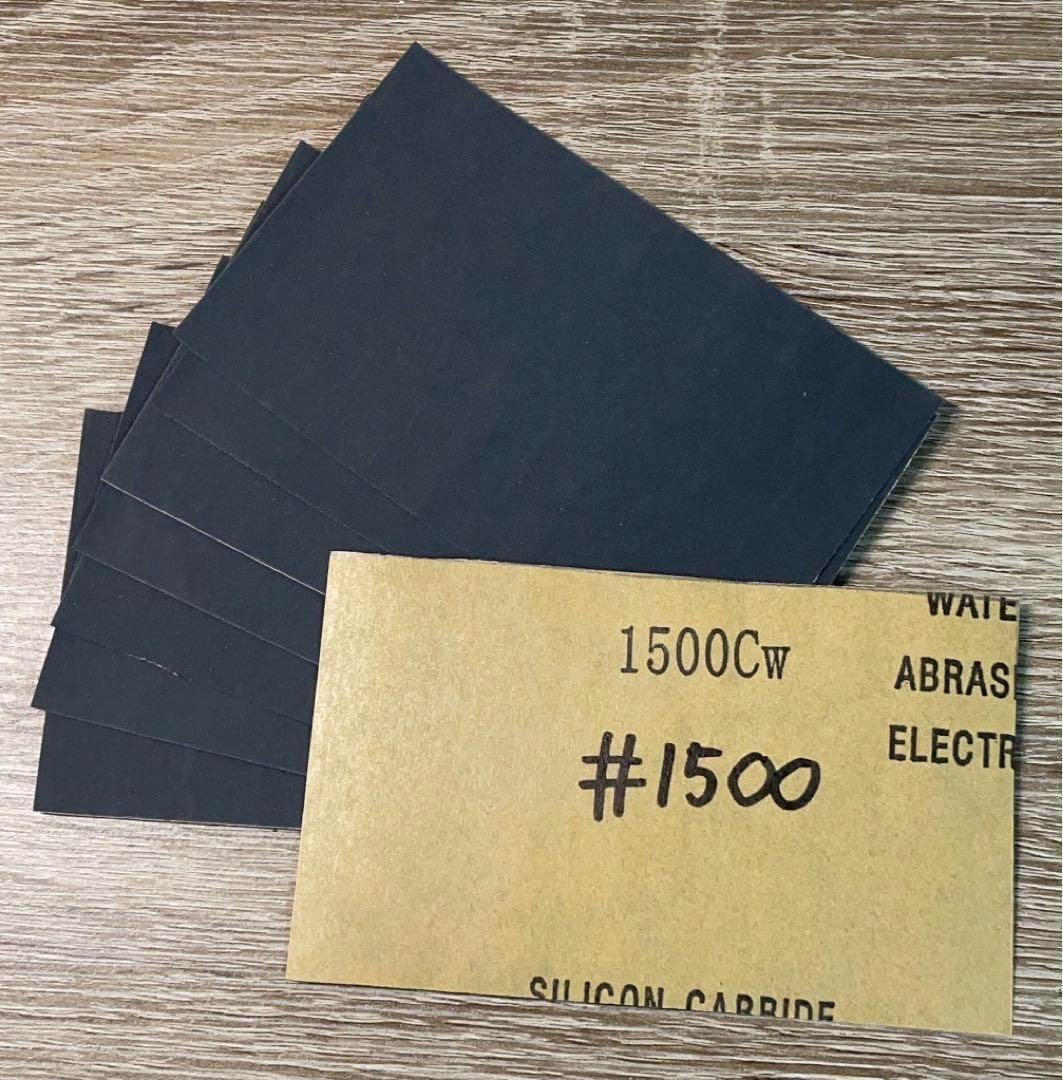 WATE
1500Cw
ABRAS
ELECTR
#1500
SILICON CARBIDE